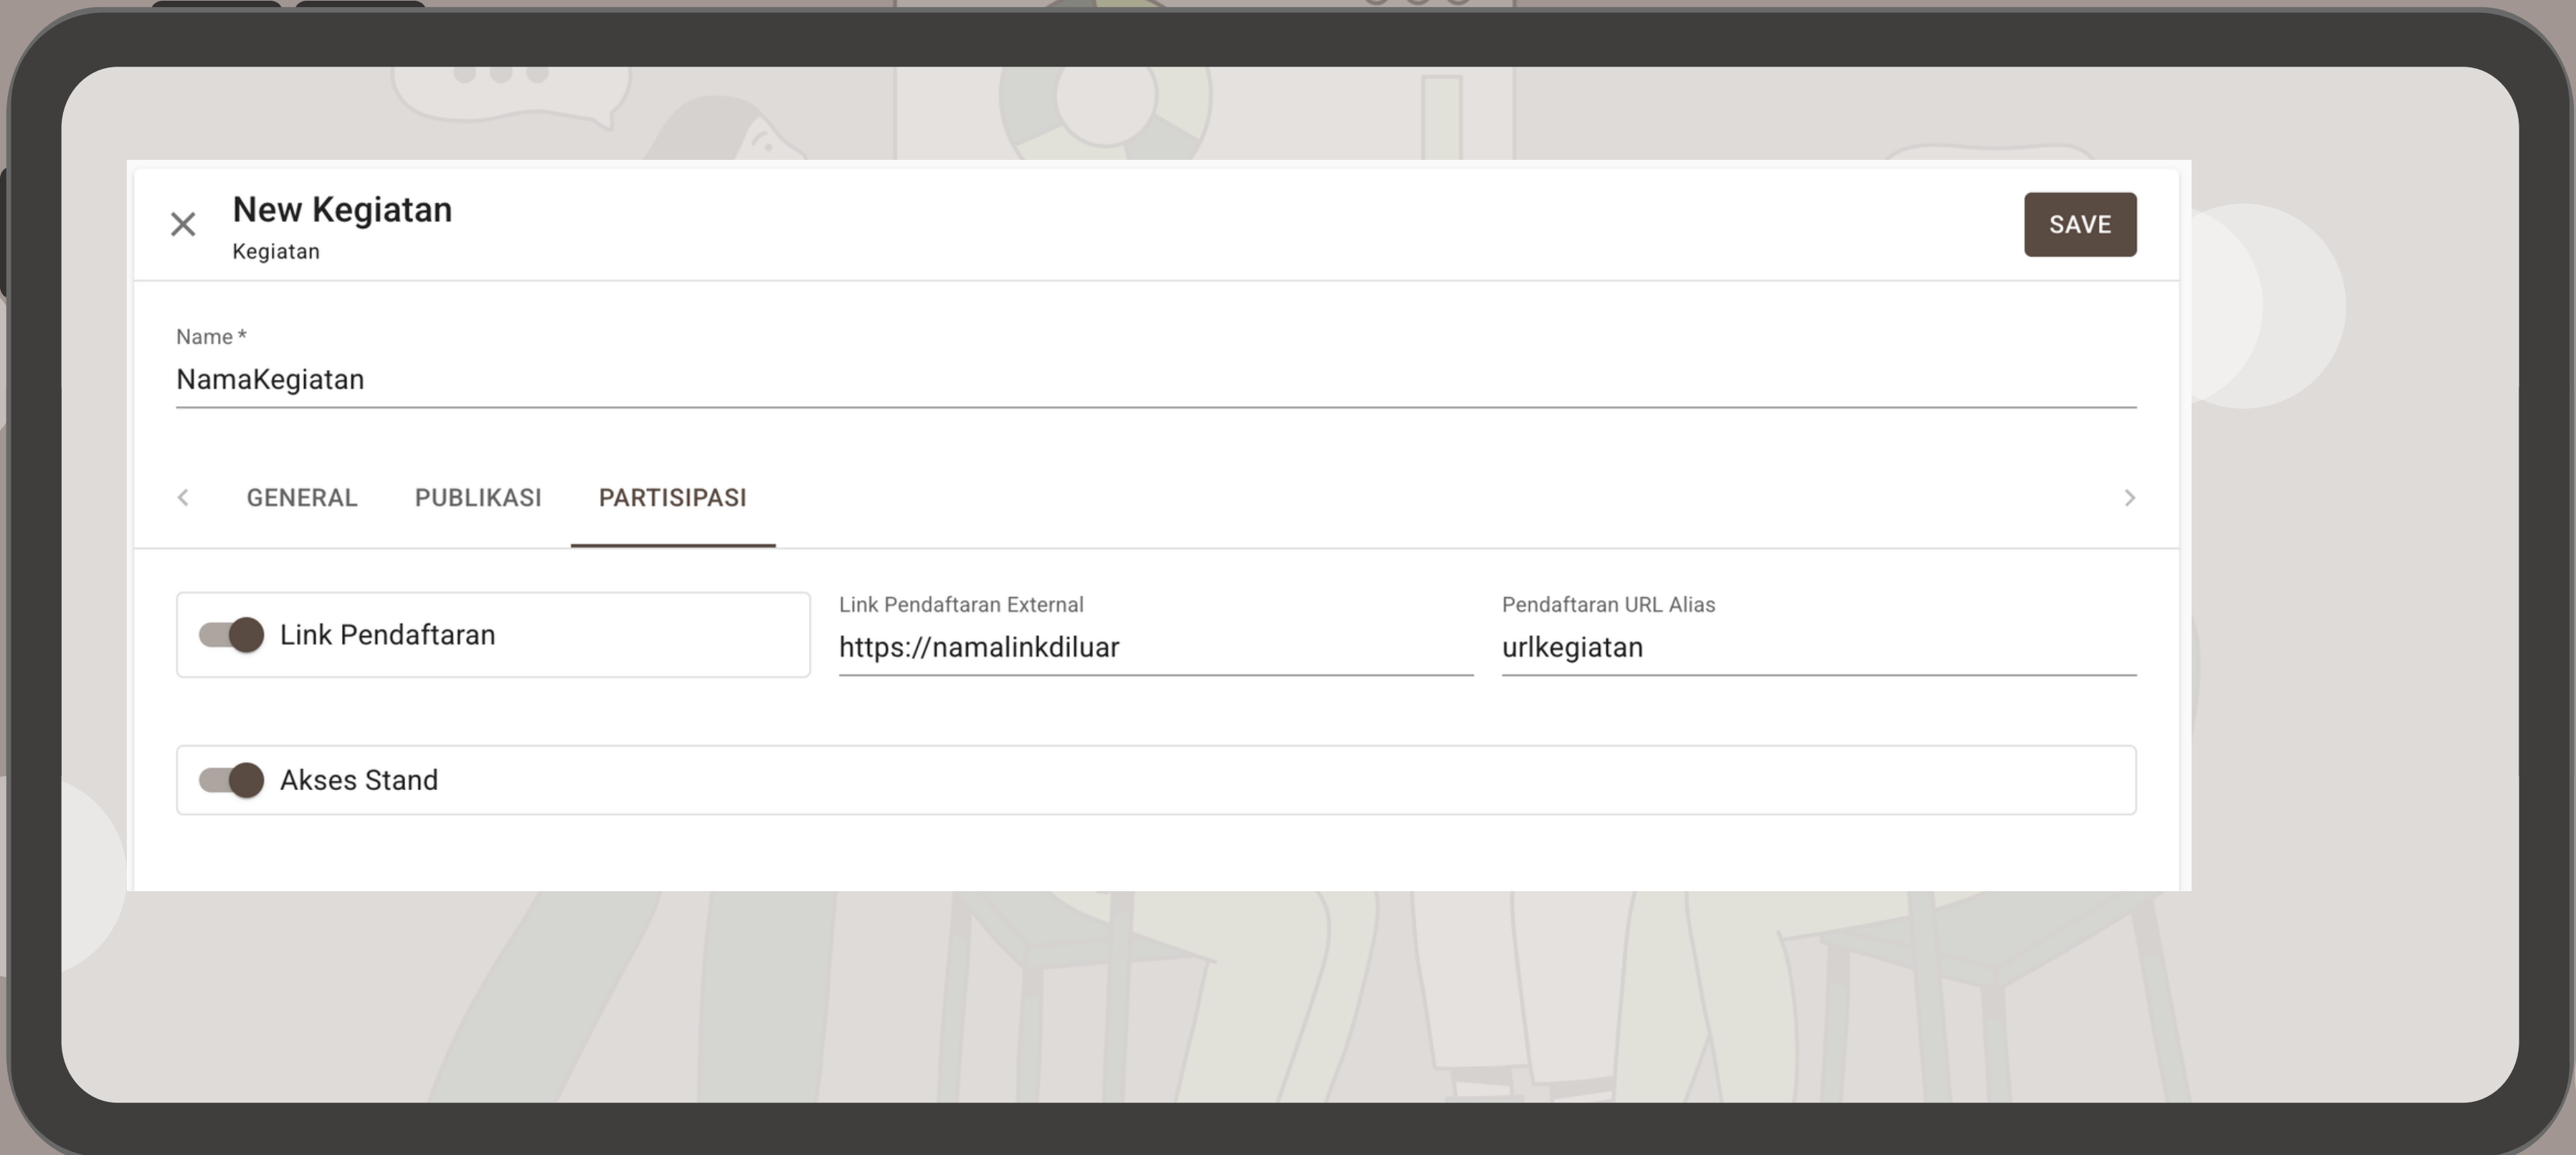 New Kegiatan
Kegiatan
SAVE
Name *
NamaKegiatan
GENERAL PUBLIKASI PARTISIPASI
Link Pendaftaran
Link Pendaftaran External
https://namalinkdiluar
Pendaftaran URL Alias
urlkegiatan
Akses Stand